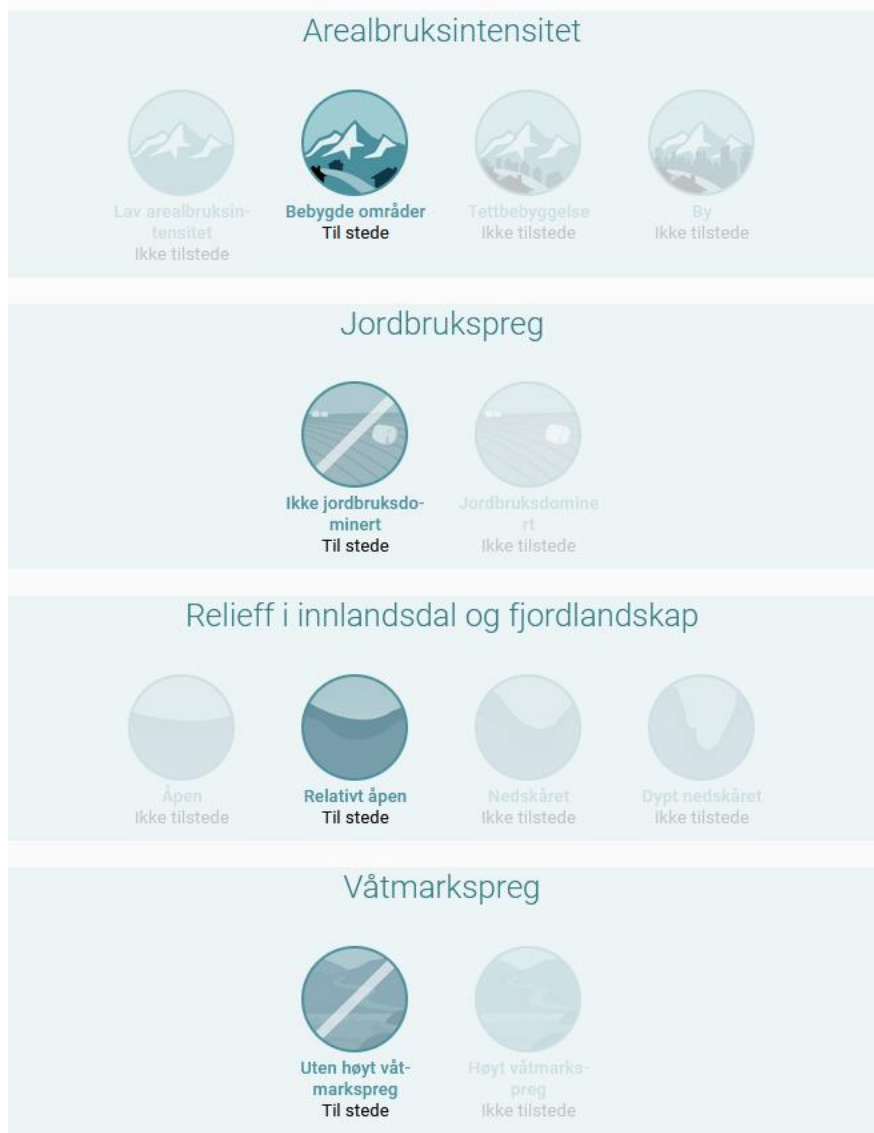 Arealbruksintensitet
Lav arealbruksin-
tensitet
Ikke tilstede
Bebygde områder
Til stede
Tettbebyggelse
Ikke tilstede
By
Ikke tilstede
Jordbrukspreg
Ikke jordbruksdo-
minert
Til stede
Jordbruksdomine
rt
Ikke tilstede
Relieff i innlandsdal og fjordlandskap
Åpen
Ikke tilstede
Relativt åpen
Til stede
Nedskåret
Ikke tilstede
Dypt nedskåret
Ikke tilstede
Våtmarkspreg
Uten høyt våt-
markspreg
Til stede
Høyt våtmarks-
preg
Ikke tilstede